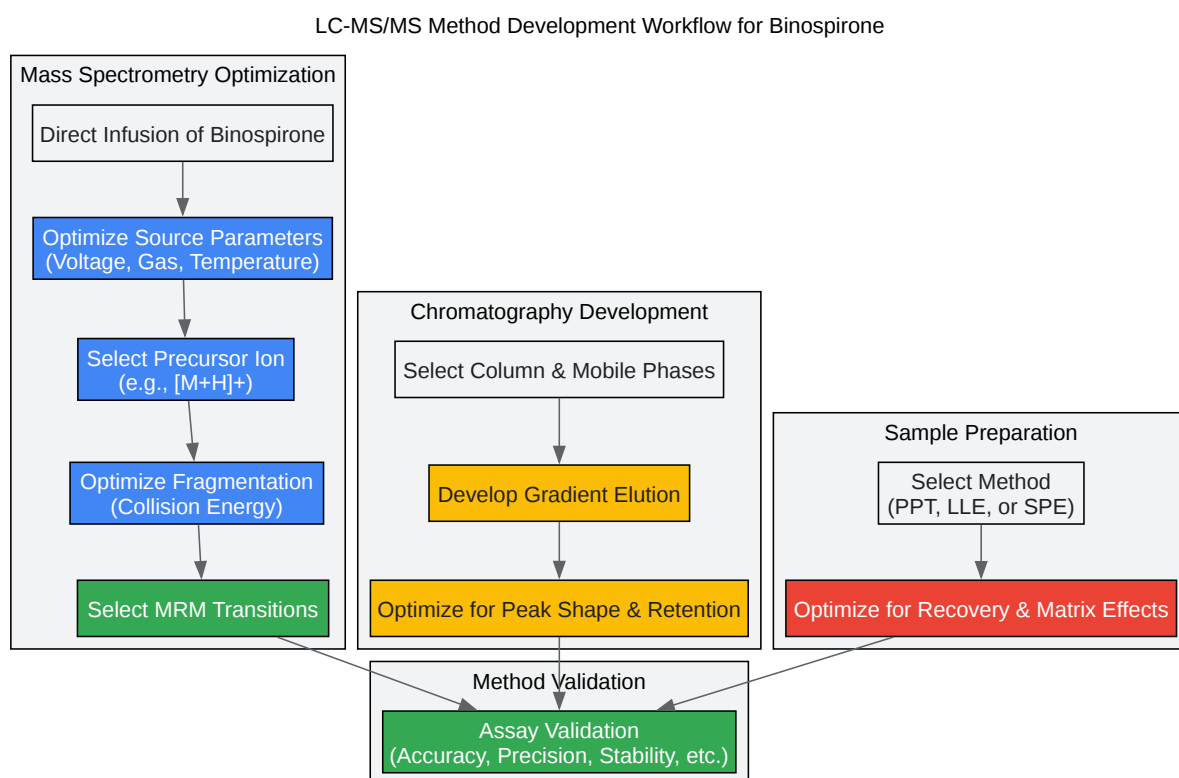 LC-MS/MS Method Development Workflow for Binospirone
Mass Spectrometry Optimization
Direct Infusion of Binospirone
Optimize Source Parameters
(Voltage, Gas, Temperature)
Select Precursor Ion
(e.g., [M+H]+)
Optimize Fragmentation
(Collision Energy)
Select MRM Transitions
Chromatography Development
Select Column & Mobile Phases
Develop Gradient Elution
Optimize for Peak Shape & Retention
Sample Preparation
Select Method
(PPT, LLE, or SPE)
Optimize for Recovery & Matrix Effects
Method Validation
Assay Validation
(Accuracy, Precision, Stability, etc.)